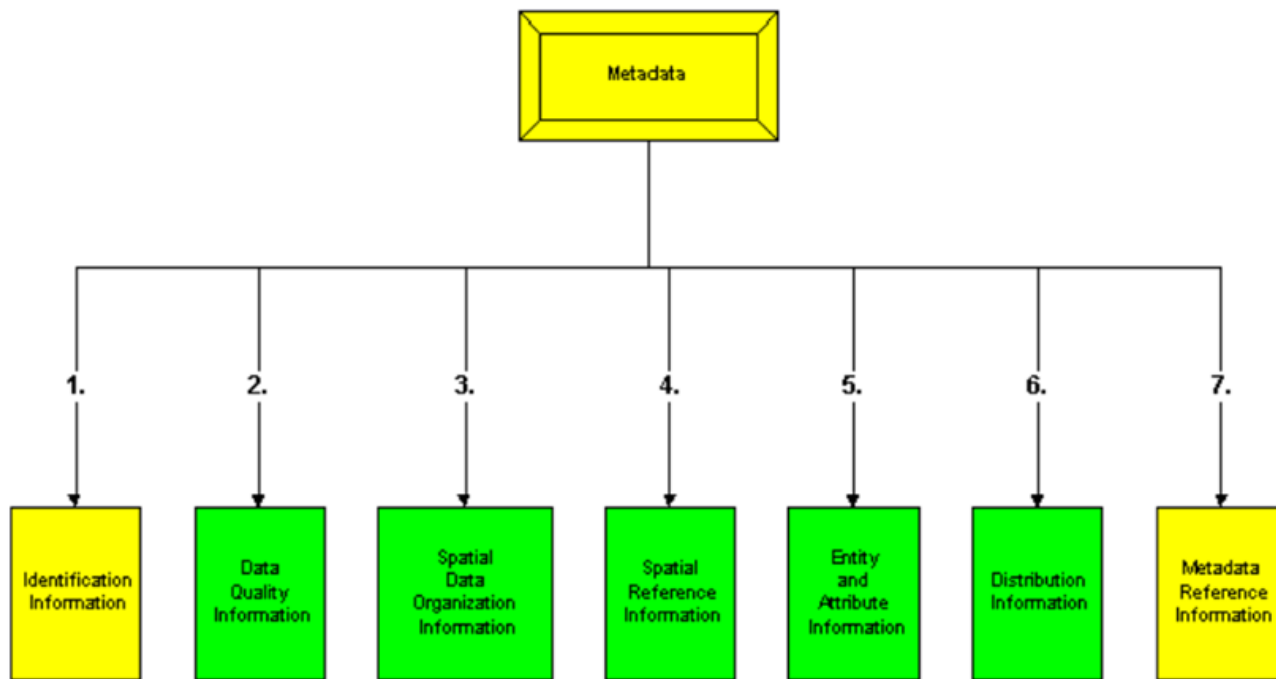 Metadata
1.
2.
3.
4.
5.
6.
7.
Identification
Information
Data
Quality
Information
Spatial
Data
Organization
Information
Spatial
Reference
Information
Entity
and
Attribute
Information
Distribution
Information
Metadata
Reference
Information